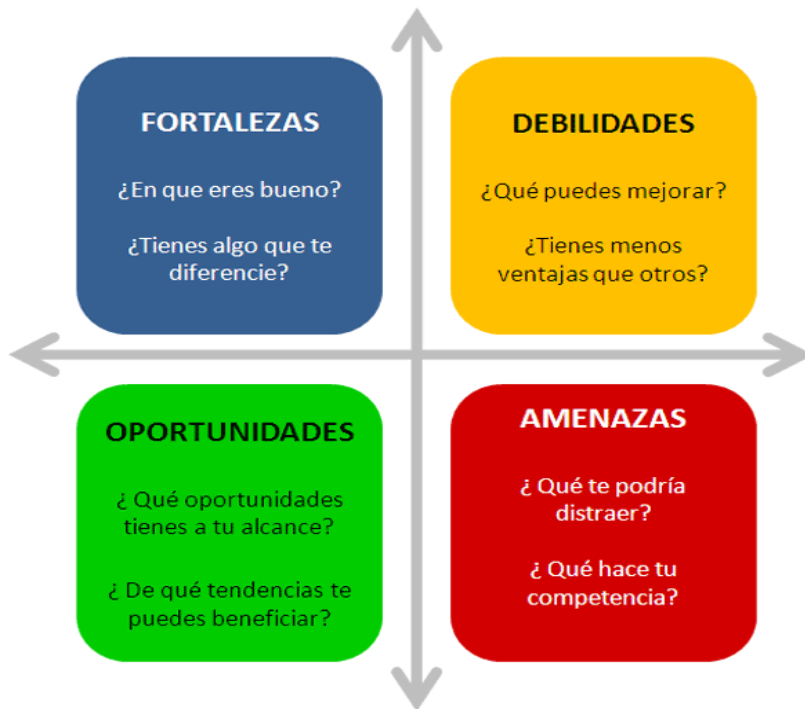 FORTALEZAS
¿En que eres bueno?
¿Tienes algo que te
diferencie?
DEBILIDADES
¿Qué puedes mejorar?
¿Tienes menos
ventajas que otros?
OPORTUNIDADES
¿ Qué oportunidades
tienes a tu alcance?
¿ De qué tendencias te
puedes beneficiar?
AMENAZAS
¿ Qué te podría
distraer?
¿ Qué hace tu
competencia?